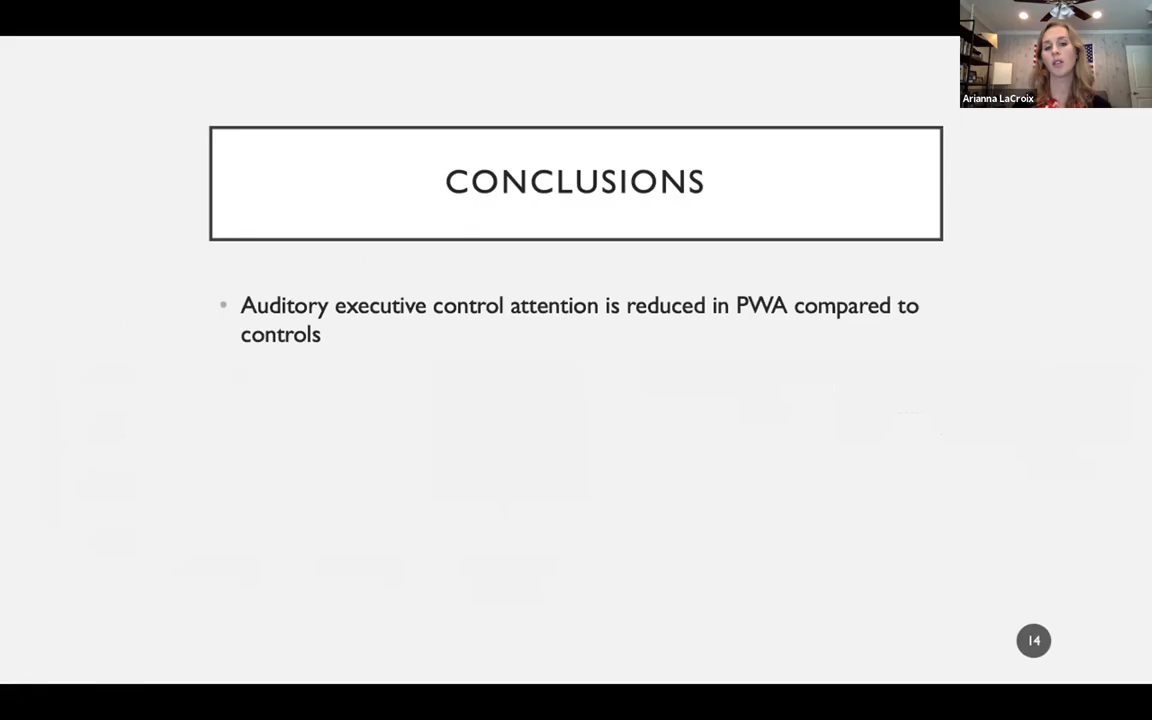 Arianna LaCroix
CONCLUSIONS
• Auditory executive control attention is reduced in PWA compared to
controls
14